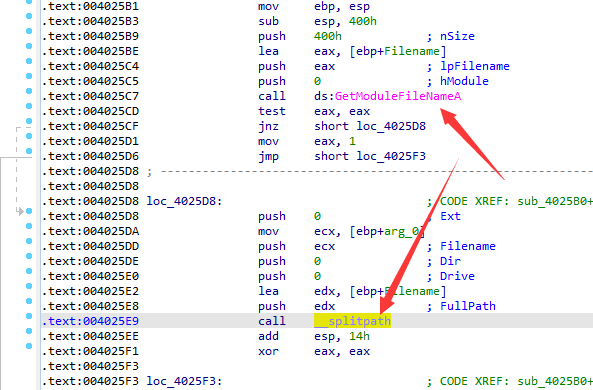 .text:004025B1 mov ebp, esp
.text:004025B3 sub esp, 400h
.text:004025B9 push 400h ; nSize
.text:004025BE lea eax, [ebp+Filename]
.text:004025C4 push eax ; lpFilename
.text:004025C5 push 0 ; hModule
.text:004025C7 call ds:GetModuleFileNameA
.text:004025CD test eax, eax
.text:004025CF jnz short loc_4025D8
.text:004025D1 mov eax, 1
.text:004025D6 jmp short loc_4025F3
.text:004025D8 ; ---------------------------------------------------------------------------
.text:004025D8
.text:004025D8 loc_4025D8: ; CODE XREF: sub_4025B0+
.text:004025D8 push 0 ; Ext
.text:004025DA mov ecx, [ebp+arg_0]
.text:004025DD push ecx ; Filename
.text:004025DE push 0 ; Dir
.text:004025E0 push 0 ; Drive
.text:004025E2 lea edx, [ebp+Filename]
.text:004025E8 push edx ; FullPath
.text:004025E9 call __splitpath
.text:004025EE add esp, 14h
.text:004025F1 xor eax, eax
.text:004025F3
.text:004025F3 loc_4025F3: ; CODE XREF: sub_4025B0+